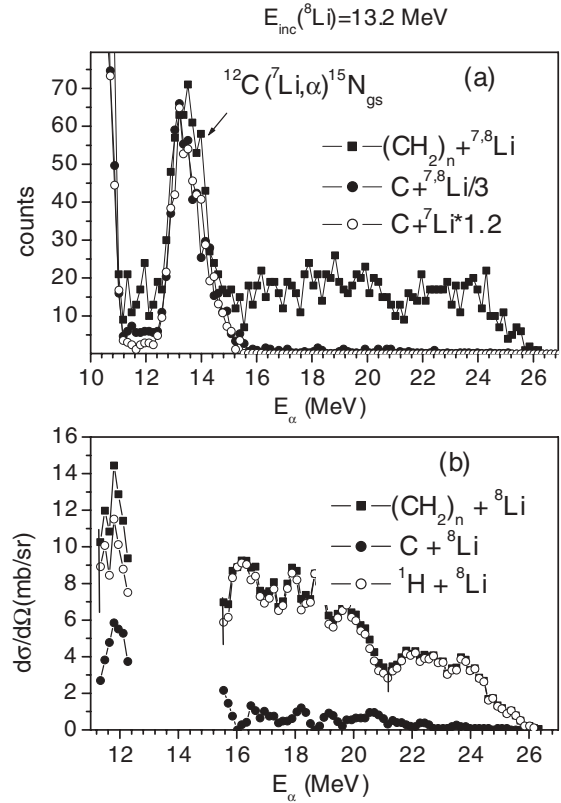 E_inc(⁸Li)=13.2 MeV
(a)
¹²C(⁷Li,α)¹⁵N_gs
(CH₂)ₙ+⁷,⁸Li
C+⁷,⁸Li/3
C+⁷Li*1.2
counts
70
60
50
40
30
20
10
10 12 14 16 18 20 22 24 26
E_α (MeV)
(b)
(CH₂)ₙ + ⁸Li
C + ⁸Li
¹H + ⁸Li
dσ/dΩ(mb/sr)
16
14
12
10
8
6
4
2
0
12 14 16 18 20 22 24 26
E_α (MeV)